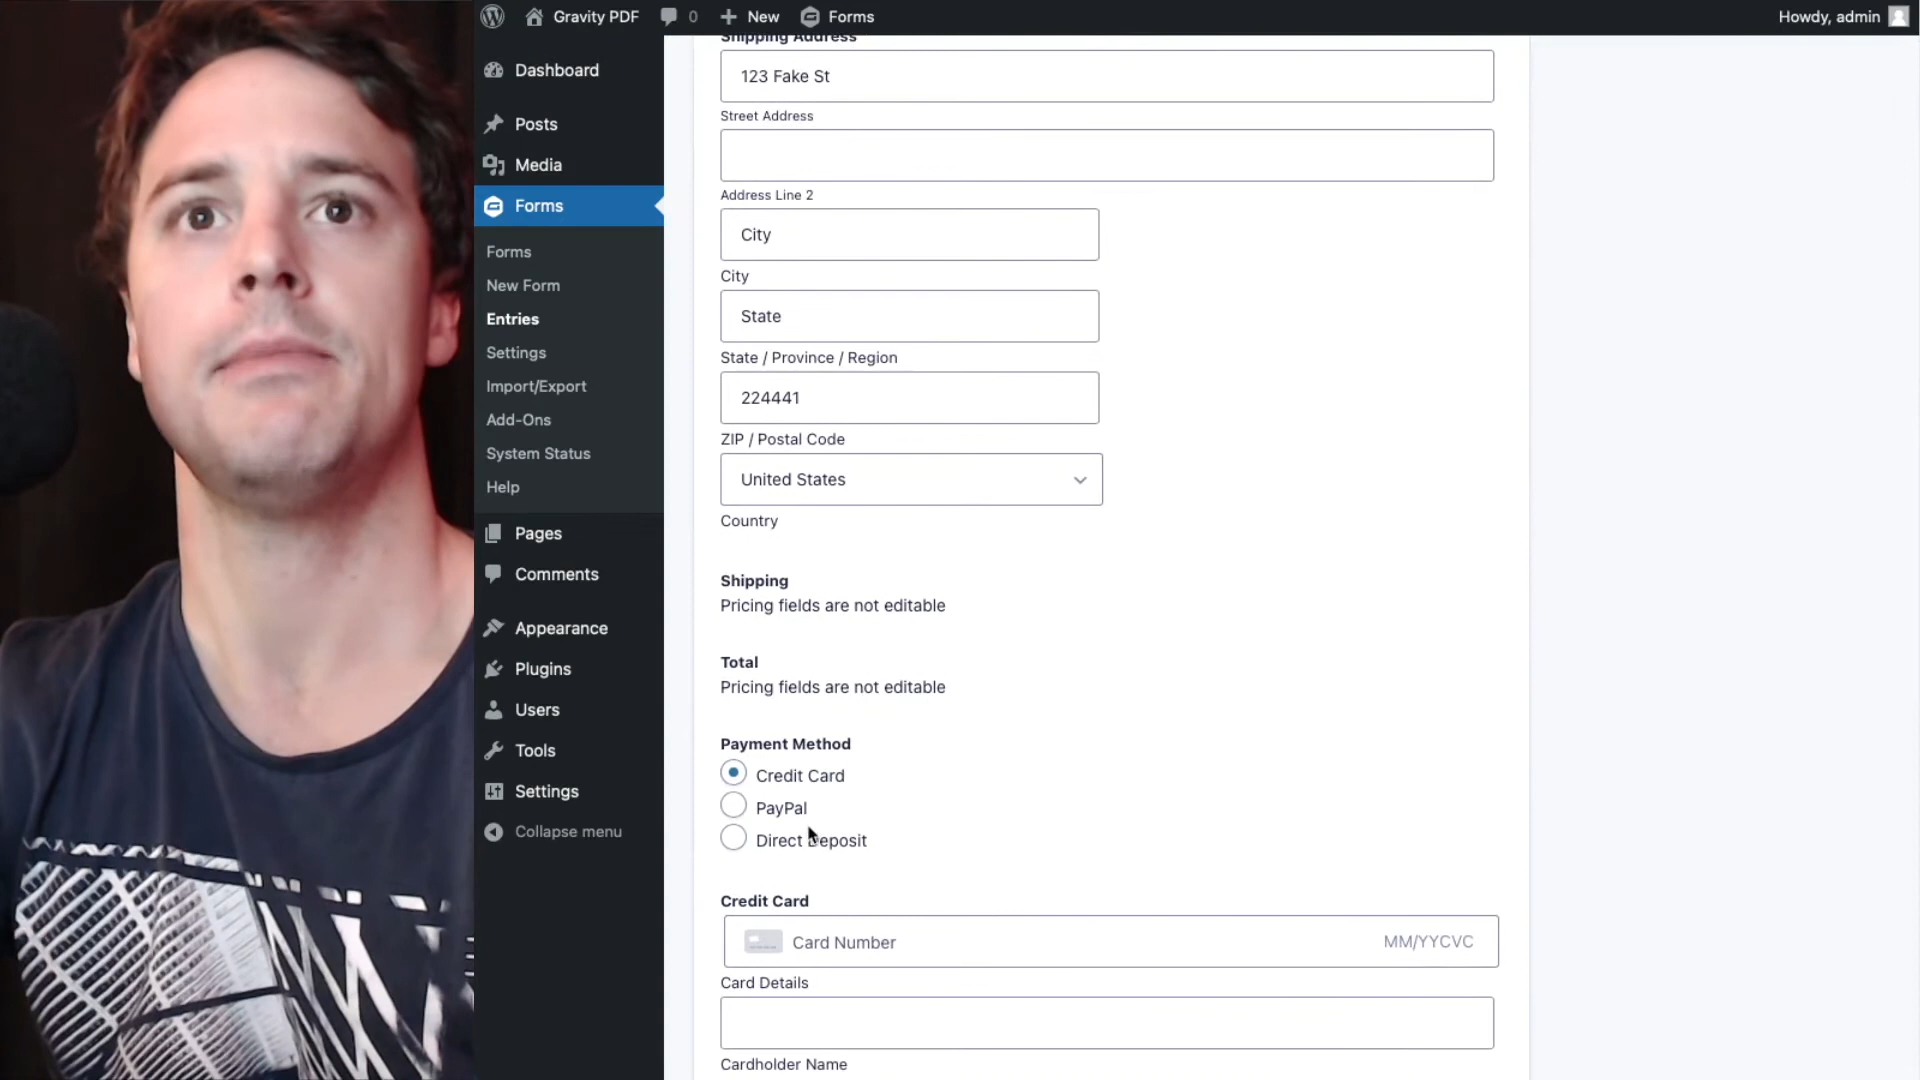 Gravity PDF
0
New
Forms
Howdy, admin
Dashboard
Posts
Media
Forms
Forms
New Form
Entries
Settings
Import/Export
Add-Ons
System Status
Help
Pages
Comments
Appearance
Plugins
Users
Tools
Settings
Collapse menu
Shipping Address
123 Fake St
Street Address
Address Line 2
City
City
State
State / Province / Region
224441
ZIP / Postal Code
United States
Country
Shipping
Pricing fields are not editable
Total
Pricing fields are not editable
Payment Method
Credit Card
PayPal
Direct Deposit
Credit Card
Card Number
MM/YYCVC
Card Details
Cardholder Name